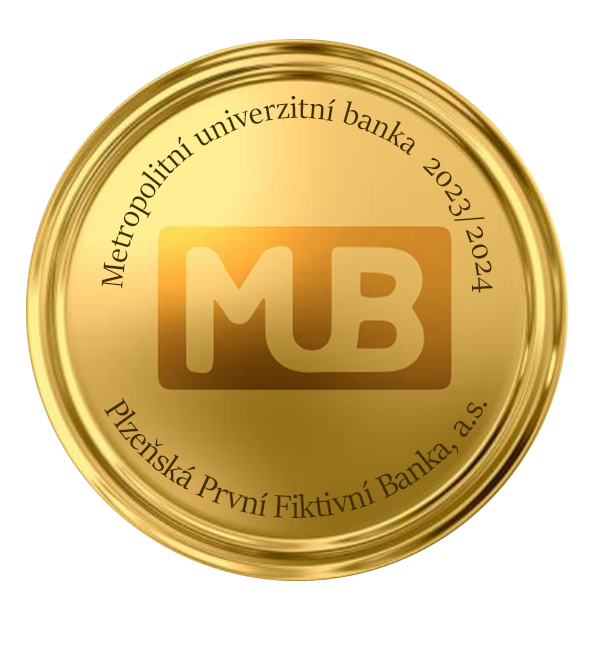 Metropolitní univerzitní banka 2023/2024
MUB
Plzeňská První Fiktivní Banka, a.s.